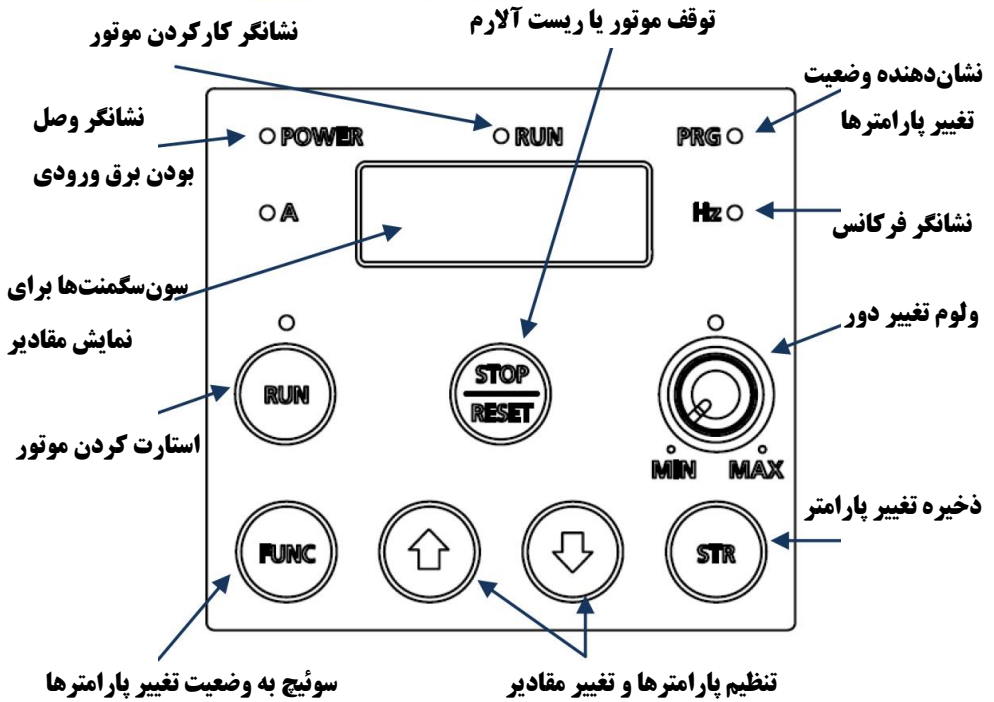 توقف موتور یا ریست آلارم
نشانگر کارکردن موتور
نشان‌دهنده وضعیت
تغییر پارامترها
نشانگر وصل
بودن برق ورودی
POWER
RUN
PRG
A
Hz
نشانگر فرکانس
سون‌سگمنت‌ها برای
نمایش مقادیر
ولوم تغییر دور
RUN
STOP
RESET
MIN
MAX
استارت کردن موتور
ذخیره تغییر پارامتر
FUNC
STR
سوئیچ به وضعیت تغییر پارامترها
تنظیم پارامترها و تغییر مقادیر